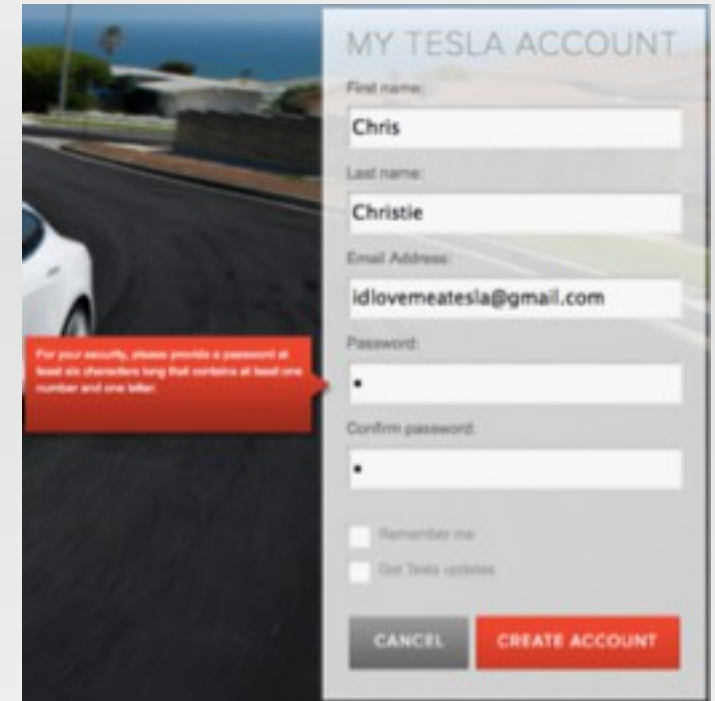 MY TESLA ACCOUNT
First name:
Chris
Last name:
Christie
Email Address:
idlovemeatesla@gmail.com
Password:
•
For your security, please provide a password at
least six characters long that contains at least one
number and one letter.
Confirm password:
•
Remember me
Get Tesla updates
CANCEL
CREATE ACCOUNT